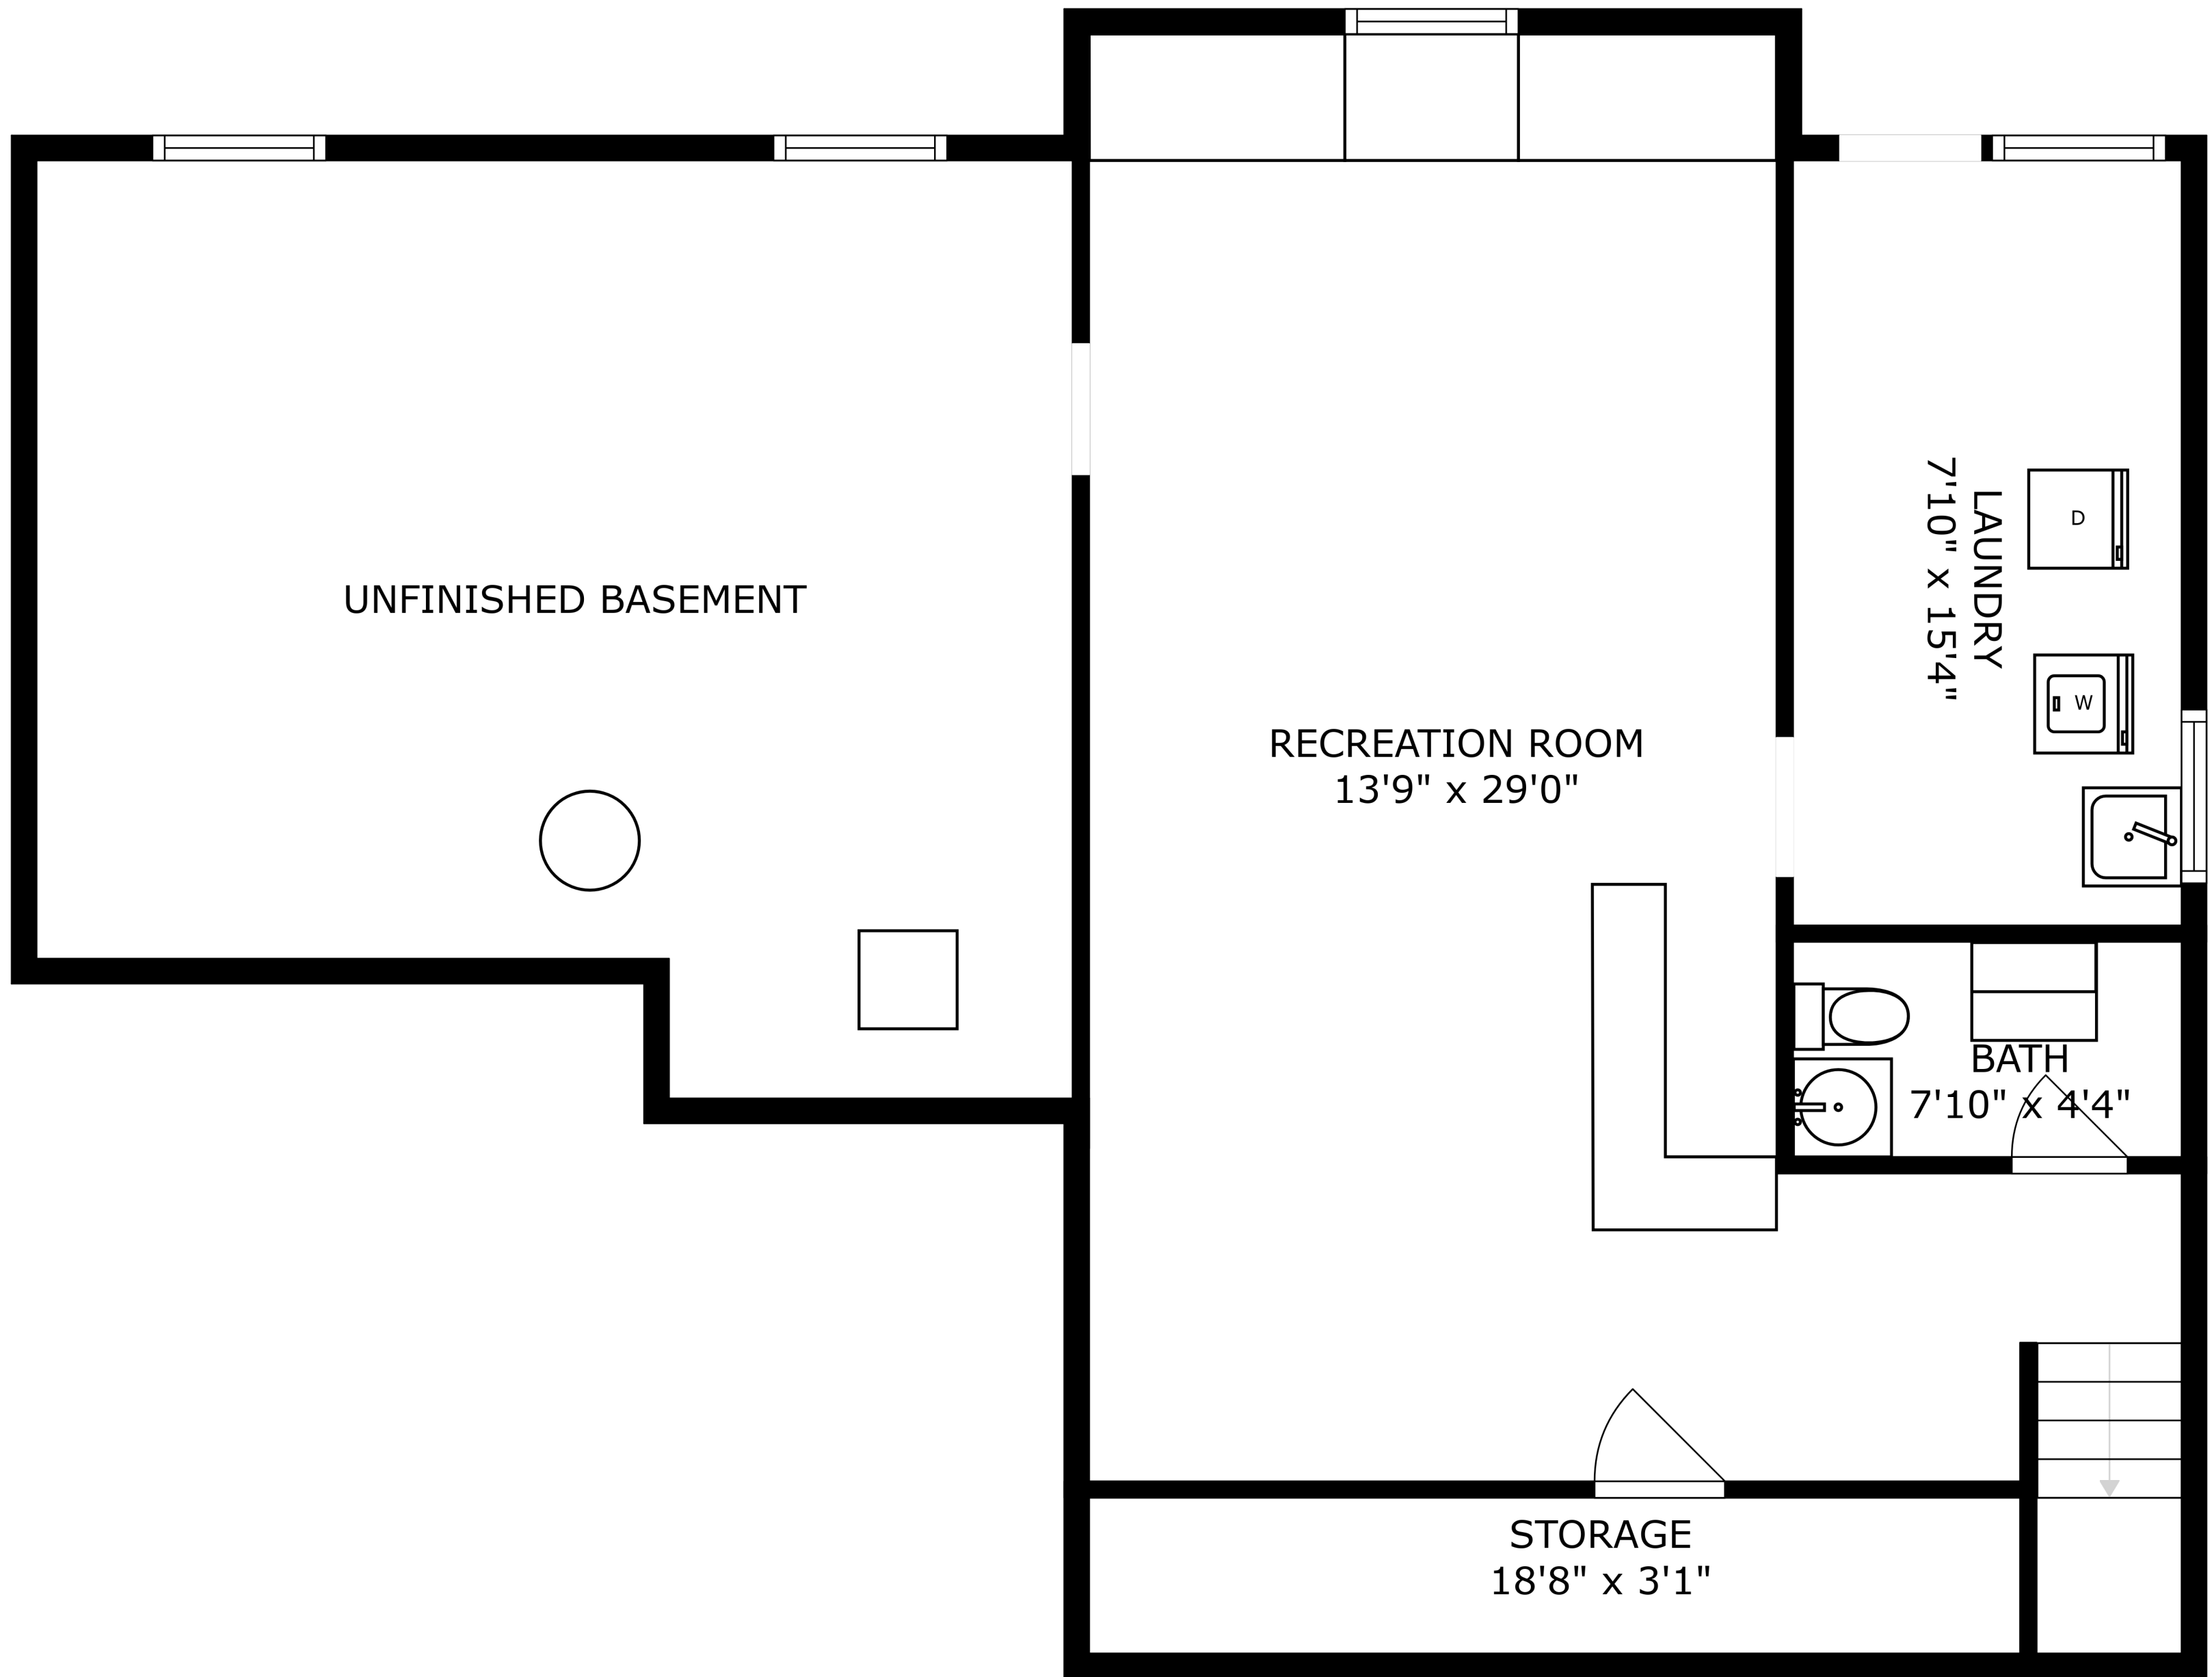 UNFINISHED BASEMENT
RECREATION ROOM
13'9" x 29'0"
LAUNDRY
7'10" x 15'4"
D
W
BATH
7'10" x 4'4"
STORAGE
18'8" x 3'1"